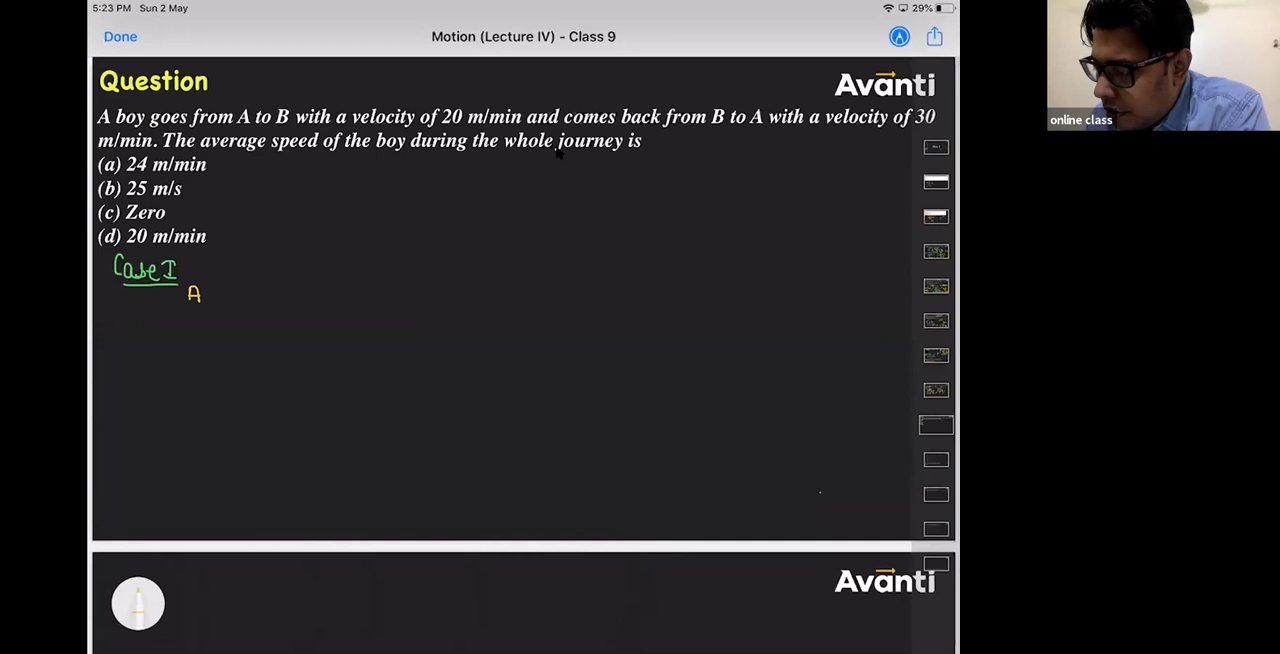 5:23 PM Sun 2 May
29%
Done
Motion (Lecture IV) - Class 9
Question
Avanti
A boy goes from A to B with a velocity of 20 m/min and comes back from B to A with a velocity of 30
m/min. The average speed of the boy during the whole journey is
(a) 24 m/min
(b) 25 m/s
(c) Zero
(d) 20 m/min
Case I
A
Avanti
online class